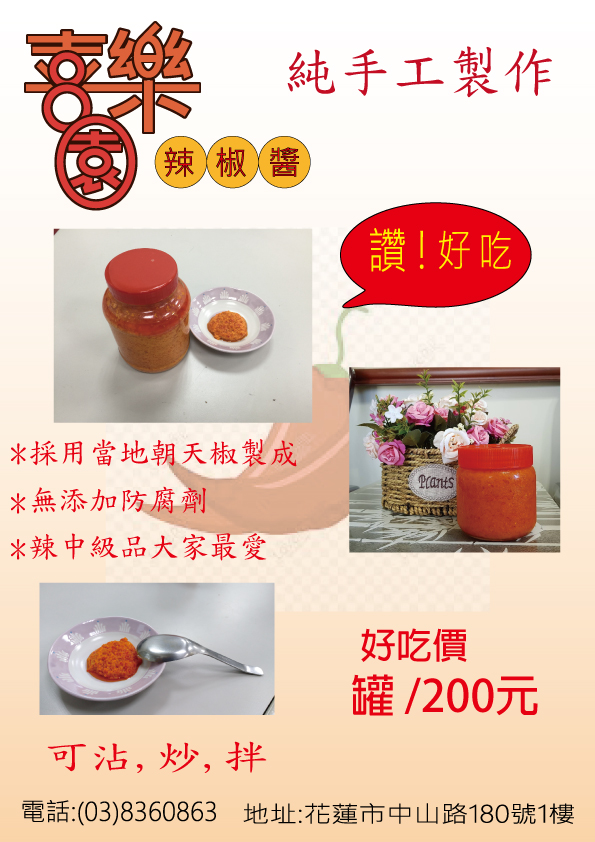 喜樂園
辣椒醬
純手工製作
讚!好吃
Plants
*採用當地朝天椒製成
*無添加防腐劑
*辣中級品大家最愛
好吃價
罐/200元
可沾,炒,拌
電話:(03)8360863
地址:花蓮市中山路180號1樓